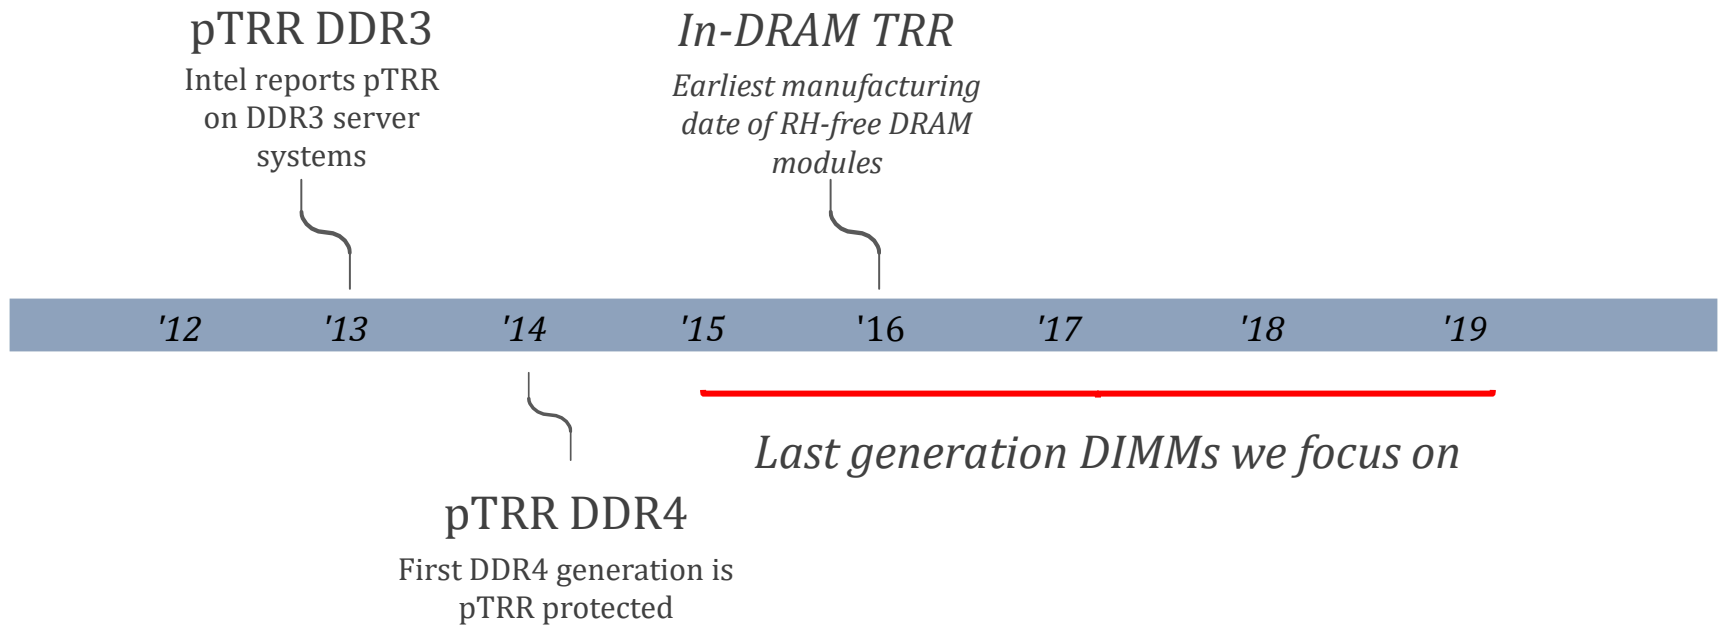 pTRR DDR3
Intel reports pTRR
on DDR3 server
systems
In-DRAM TRR
Earliest manufacturing
date of RH-free DRAM
modules
'12 '13 '14 '15 '16 '17 '18 '19
Last generation DIMMs we focus on
pTRR DDR4
First DDR4 generation is
pTRR protected